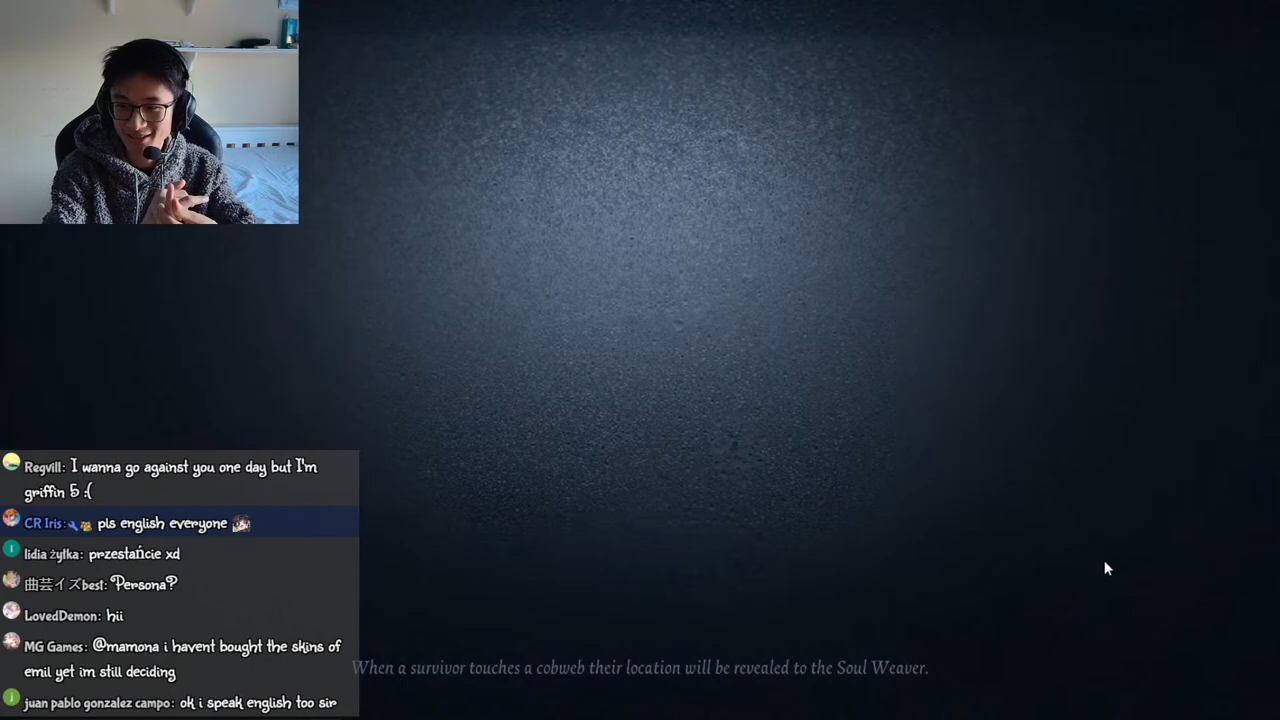 Regvill: I wanna go against you one day but I'm
griffin 5 :(
CR Iris: pls english everyone
lidia żyłka: przestańcie xd
曲芸イズbest: Persona?
LovedDemon: hii
MG Games: @mamona i havent bought the skins of
emil yet im still deciding
When a survivor touches a cobweb their location will be revealed to the Soul Weaver.
juan pablo gonzalez campo: ok i speak english too sir